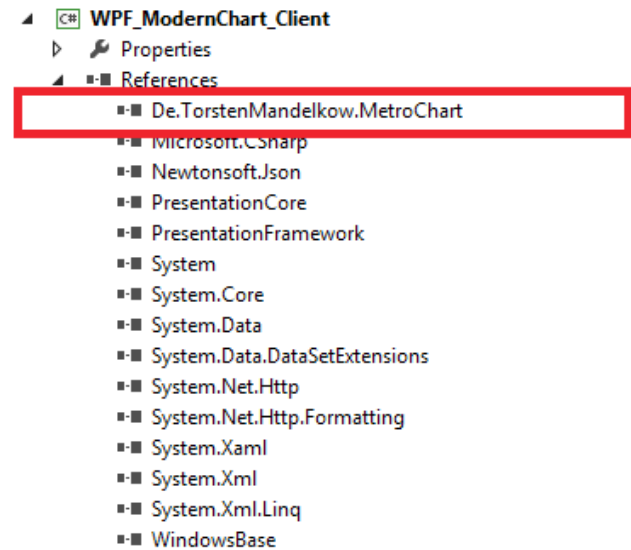 C# WPF_ModernChart_Client
Properties
References
De.TorstenMandelkow.MetroChart
Microsoft.CSharp
Newtonsoft.Json
PresentationCore
PresentationFramework
System
System.Core
System.Data
System.Data.DataSetExtensions
System.Net.Http
System.Net.Http.Formatting
System.Xaml
System.Xml
System.Xml.Linq
WindowsBase